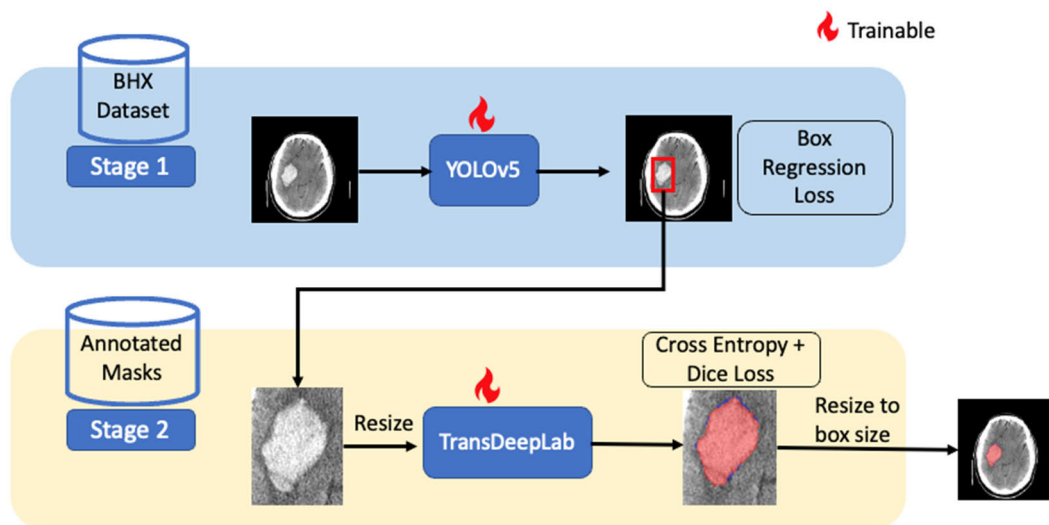 Trainable
BHX
Dataset
Stage 1
YOLOv5
Box
Regression
Loss
Annotated
Masks
Stage 2
Resize
TransDeepLab
Cross Entropy +
Dice Loss
Resize to
box size